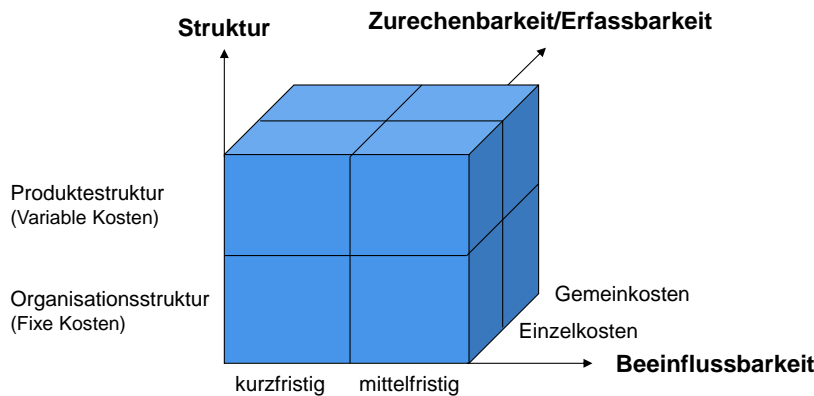 Struktur
Zurechenbarkeit/Erfassbarkeit
Produktestruktur
(Variable Kosten)
Organisationsstruktur
(Fixe Kosten)
Gemeinkosten
Einzelkosten
Beeinflussbarkeit
kurzfristig
mittelfristig